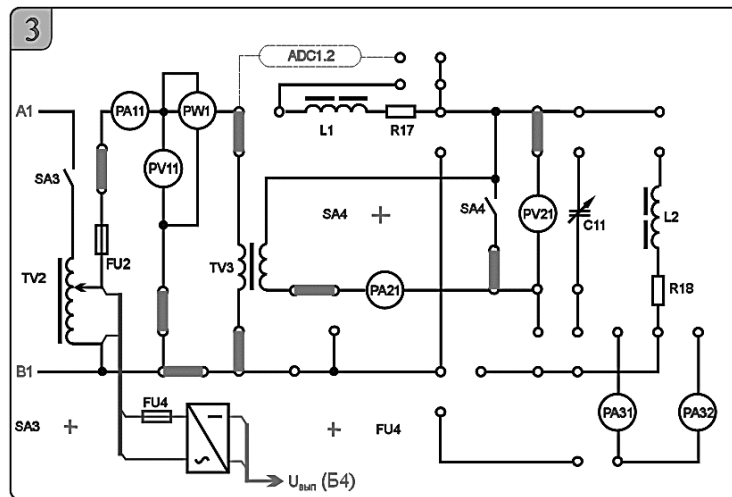 3
ADC1.2
A1
PA11
PW1
L1
R17
SA3
PV11
SA4
SA4
PV21
C11
L2
FU2
TV2
TV3
PA21
R18
B1
PA31
PA32
SA3
FU4
FU4
Uвып (Б4)